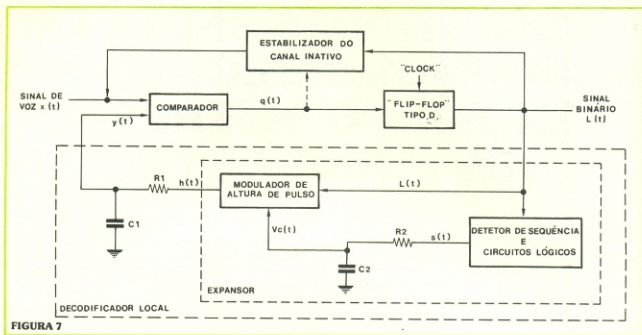 ESTABILIZADOR DO
CANAL INATIVO
SINAL DE
VOZ x(t)
y(t)
COMPARADOR
q(t)
"CLOCK"
"FLIP-FLOP"
TIPO D
SINAL
BINÁRIO
L(t)
R1
h(t)
C1
MODULADOR DE
ALTURA DE PULSO
L(t)
Vc(t)
R2
s(t)
C2
DETETOR DE SEQUÊNCIA
E
CIRCUITOS LÓGICOS
EXPANSOR
DECODIFICADOR LOCAL
FIGURA 7